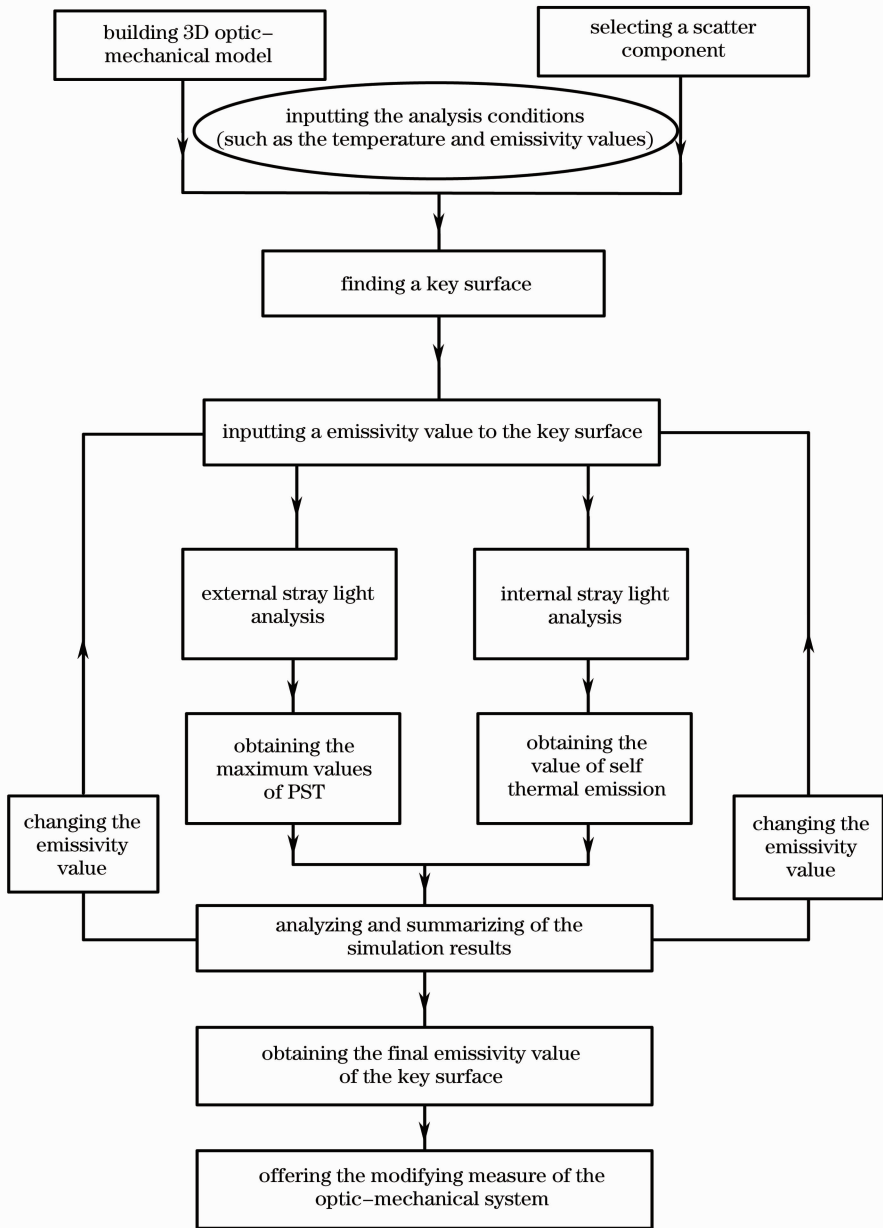 building 3D optic–
mechanical model
selecting a scatter
component
inputting the analysis conditions
(such as the temperature and emissivity values)
finding a key surface
inputting a emissivity value to the key surface
external stray light
analysis
internal stray light
analysis
obtaining the
maximum values
of PST
obtaining the
value of self
thermal emission
changing the
emissivity
value
changing the
emissivity
value
analyzing and summarizing of the
simulation results
obtaining the final emissivity value
of the key surface
offering the modifying measure of the
optic–mechanical system